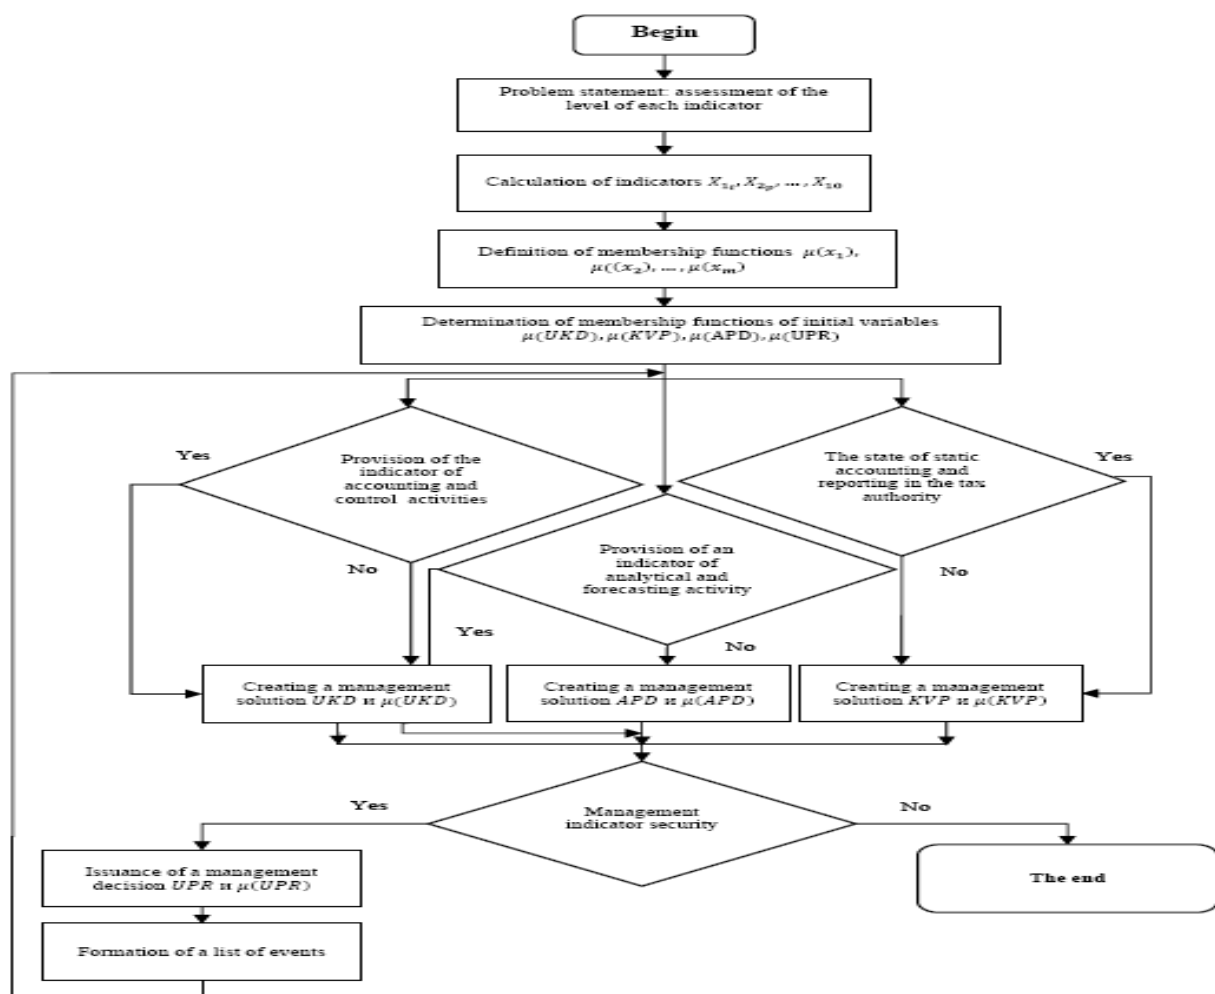 Begin
Problem statement: assessment of the
level of each indicator
Calculation of indicators X₁ₜ, X₂ₚ, ... , X₁₀
Definition of membership functions μ(x₁),
μ((x₂), ... , μ(xₘ)
Determination of membership functions of initial variables
μ(UKD), μ(KVP), μ(APD), μ(UPR)
Yes
Provision of the
indicator of
accounting and
control activities
No
The state of static
accounting and
reporting in the tax
authority
Yes
No
Provision of an
indicator of
analytical and
forecasting activity
Yes
No
Creating a management
solution UKD и μ(UKD)
Creating a management
solution APD и μ(APD)
Creating a management
solution KVP и μ(KVP)
Yes
Management
indicator security
No
Issuance of a management
decision UPR и μ(UPR)
The end
Formation of a list of events